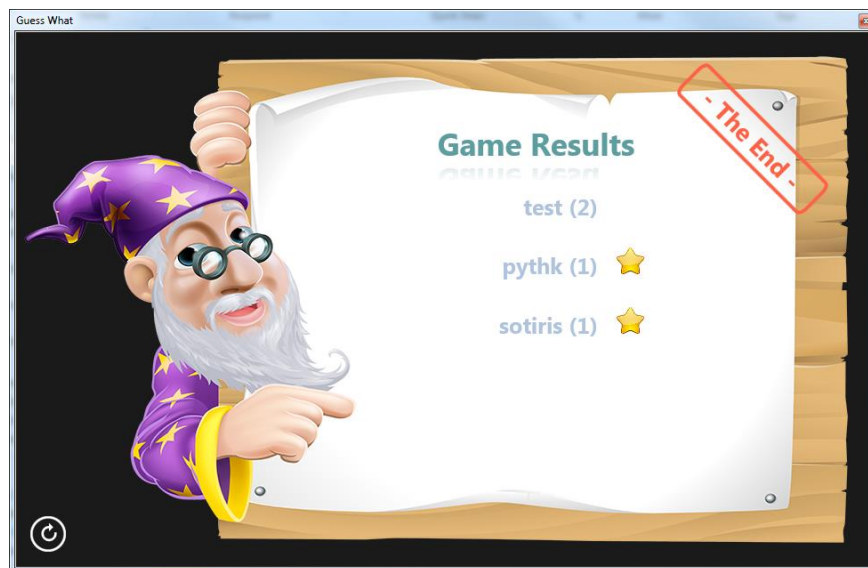 Guess What
- The End -
Game Results
test (2)
pythk (1)
sotiris (1)